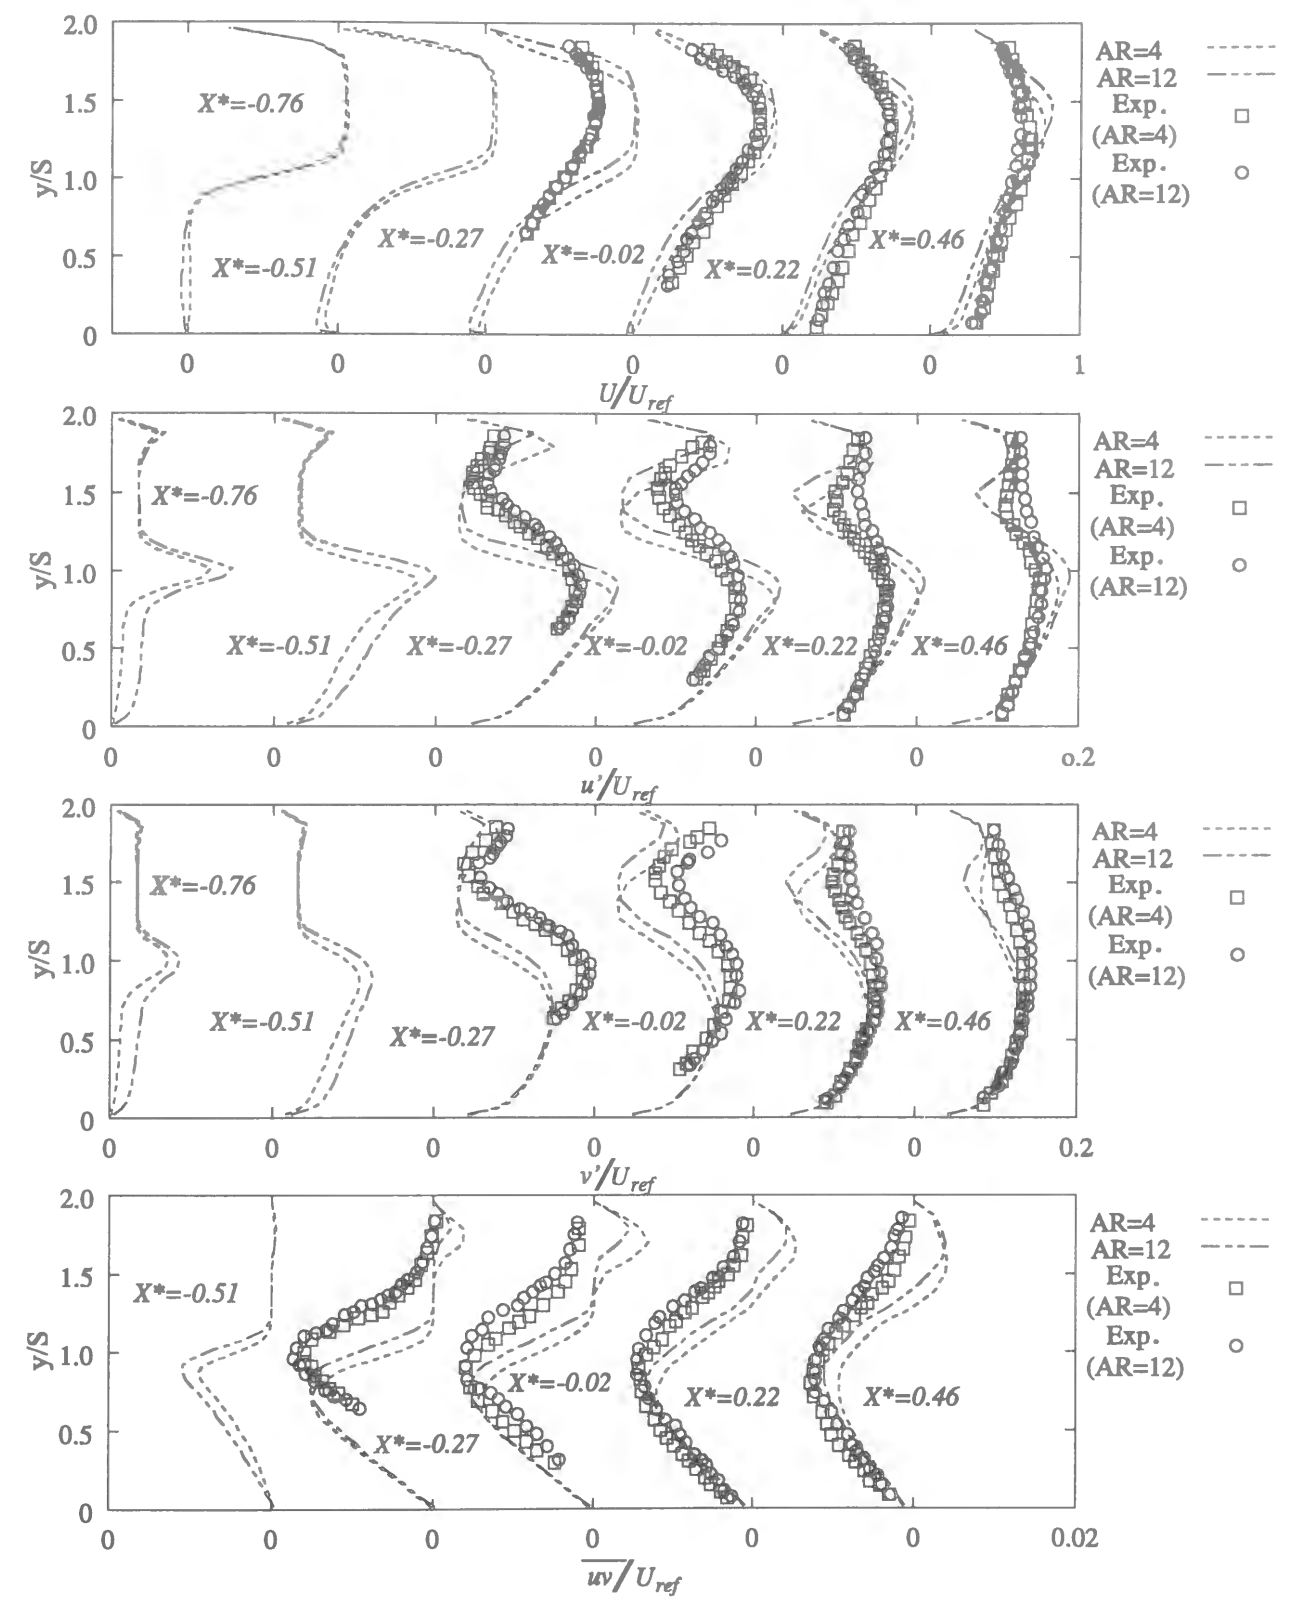 2.0
1.5
1.0
0.5
0
y/S
X*=-0.76
X*=-0.51
X*=-0.27
X*=-0.02
X*=0.22
X*=0.46
AR=4
AR=12
Exp.
(AR=4)
Exp.
(AR=12)
0 0 0 0 0 0 1
U/Uref
2.0
1.5
1.0
0.5
0
y/S
X*=-0.76
X*=-0.51
X*=-0.27
X*=-0.02
X*=0.22
X*=0.46
AR=4
AR=12
Exp.
(AR=4)
Exp.
(AR=12)
0 0 0 0 0 0 0.2
u'/Uref
2.0
1.5
1.0
0.5
0
y/S
X*=-0.76
X*=-0.51
X*=-0.27
X*=-0.02
X*=0.22
X*=0.46
AR=4
AR=12
Exp.
(AR=4)
Exp.
(AR=12)
0 0 0 0 0 0 0.2
v'/Uref
2.0
1.5
1.0
0.5
0
y/S
X*=-0.51
X*=-0.27
X*=-0.02
X*=0.22
X*=0.46
AR=4
AR=12
Exp.
(AR=4)
Exp.
(AR=12)
0 0 0 0 0 0 0.02
uv/Uref